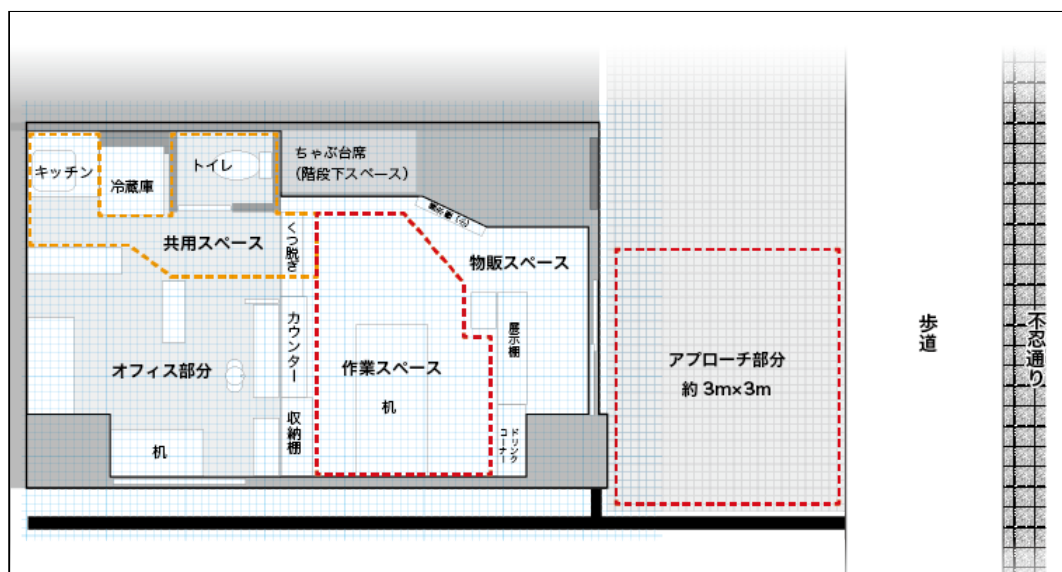 キッチン
冷蔵庫
トイレ
ちゃぶ台席
(階段下スペース)
共用スペース
くつ脱ぎ
物販スペース
カウンター
展示棚
オフィス部分
作業スペース
机
収納棚
机
ドリンク
コーナー
アプローチ部分
約 3m×3m
歩道
不忍通り